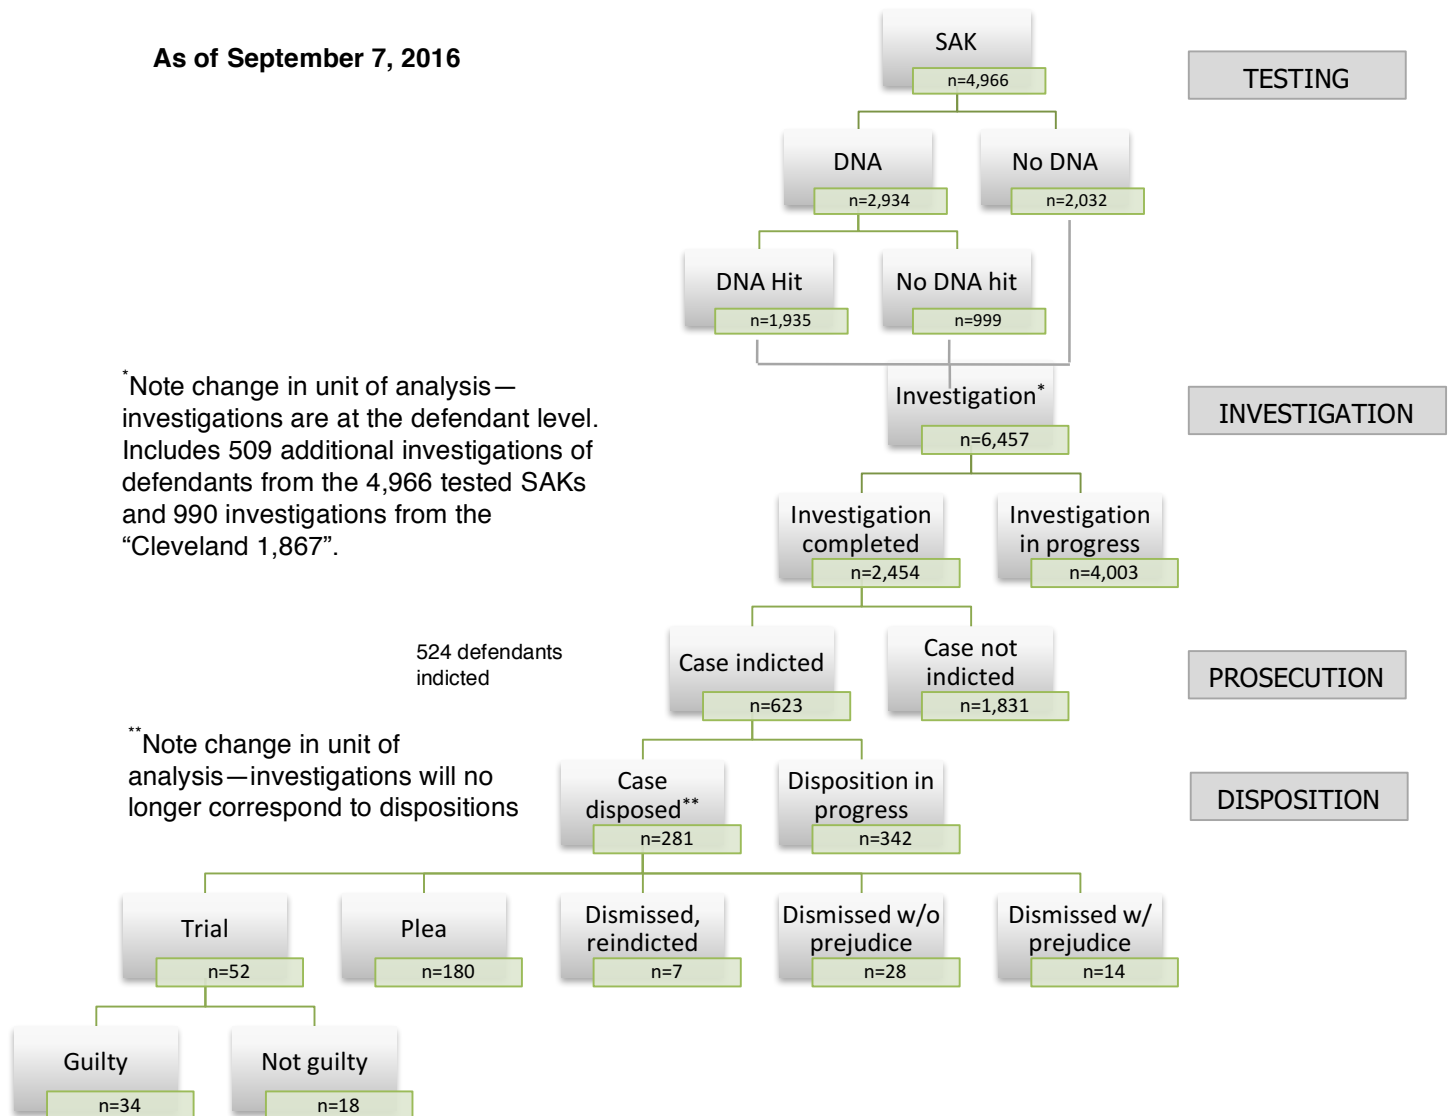 As of September 7, 2016
SAK
n=4,966
TESTING
DNA
n=2,934
No DNA
n=2,032
DNA Hit
n=1,935
No DNA hit
n=999
*Note change in unit of analysis—
investigations are at the defendant level.
Includes 509 additional investigations of
defendants from the 4,966 tested SAKs
and 990 investigations from the
“Cleveland 1,867”.
Investigation*
n=6,457
INVESTIGATION
Investigation
completed
n=2,454
Investigation
in progress
n=4,003
524 defendants
indicted
Case indicted
n=623
Case not
indicted
n=1,831
PROSECUTION
**Note change in unit of
analysis—investigations will no
longer correspond to dispositions
Case
disposed**
n=281
Disposition in
progress
n=342
DISPOSITION
Trial
n=52
Plea
n=180
Dismissed,
reindicted
n=7
Dismissed w/o
prejudice
n=28
Dismissed w/
prejudice
n=14
Guilty
n=34
Not guilty
n=18